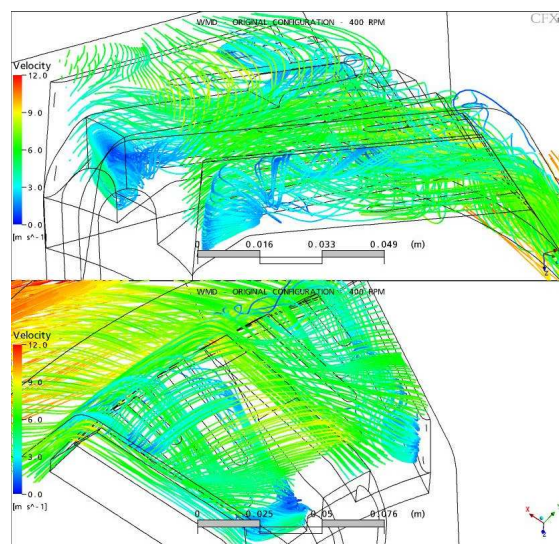 WMD ORIGINAL CONFIGURATION - 400 RPM
CFX
Velocity
12.0
9.0
6.0
3.0
0.0
[m s^-1]
0 0.016 0.033 0.049 (m)
WMD ORIGINAL CONFIGURATION - 400 RPM
Velocity
12.0
9.0
6.0
3.0
0.0
[m s^-1]
0 0.025 0.05 0.076 (m)
X Y
Z